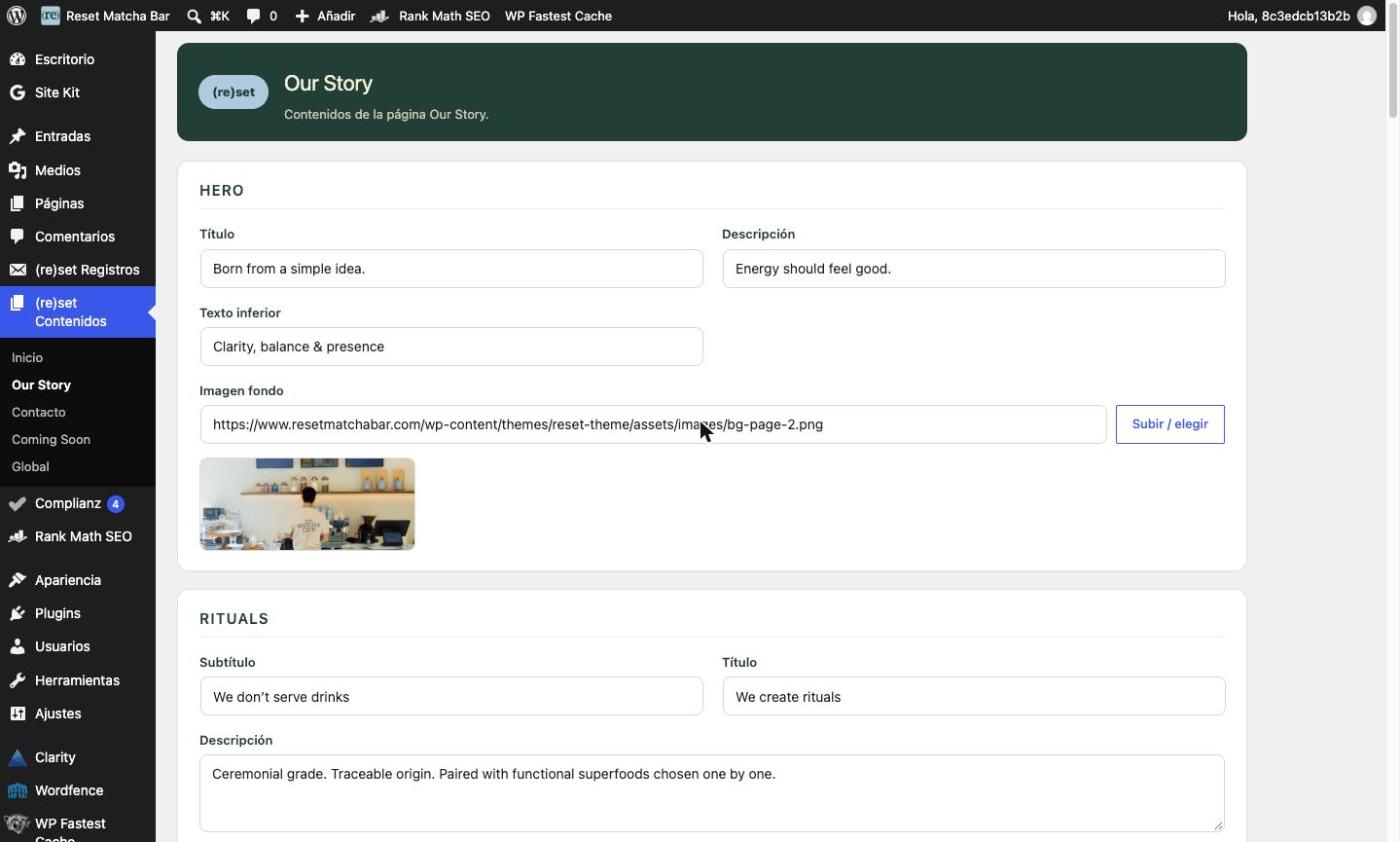 Reset Matcha Bar
⌘K
0
Añadir
Rank Math SEO
WP Fastest Cache
Hola, 8c3edcb13b2b
Escritorio
Site Kit
Entradas
Medios
Páginas
Comentarios
(re)set Registros
(re)set
Contenidos
Inicio
Our Story
Contacto
Coming Soon
Global
Complianz 4
Rank Math SEO
Apariencia
Plugins
Usuarios
Herramientas
Ajustes
Clarity
Wordfence
WP Fastest
Cache
(re)set
Our Story
Contenidos de la página Our Story.
HERO
Título
Born from a simple idea.
Descripción
Energy should feel good.
Texto inferior
Clarity, balance & presence
Imagen fondo
https://www.resetmatchabar.com/wp-content/themes/reset-theme/assets/images/bg-page-2.png
Subir / elegir
RITUALS
Subtítulo
We don't serve drinks
Título
We create rituals
Descripción
Ceremonial grade. Traceable origin. Paired with functional superfoods chosen one by one.